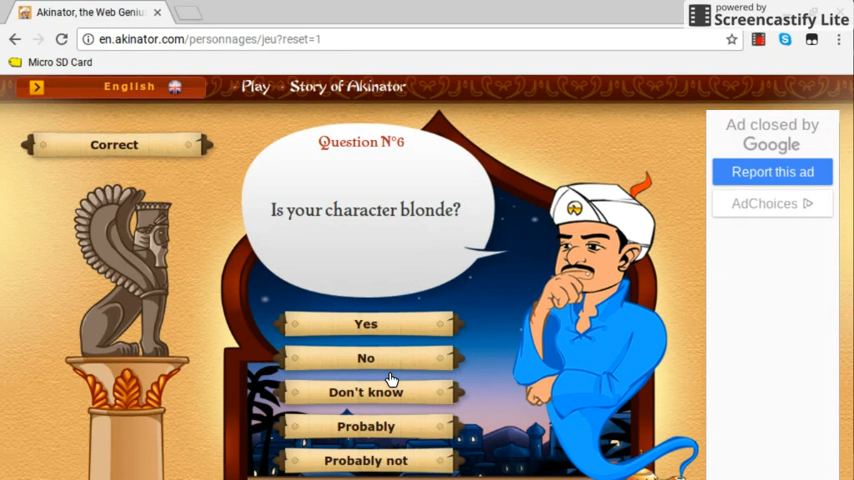 Akinator, the Web Geniu
powered by
Screencastify Lite
en.akinator.com/personnages/jeu?reset=1
Micro SD Card
English
Play
Story of Akinator
Correct
Question N°6
Is your character blonde?
Yes
No
Don't know
Probably
Probably not
Ad closed by
Google
Report this ad
AdChoices